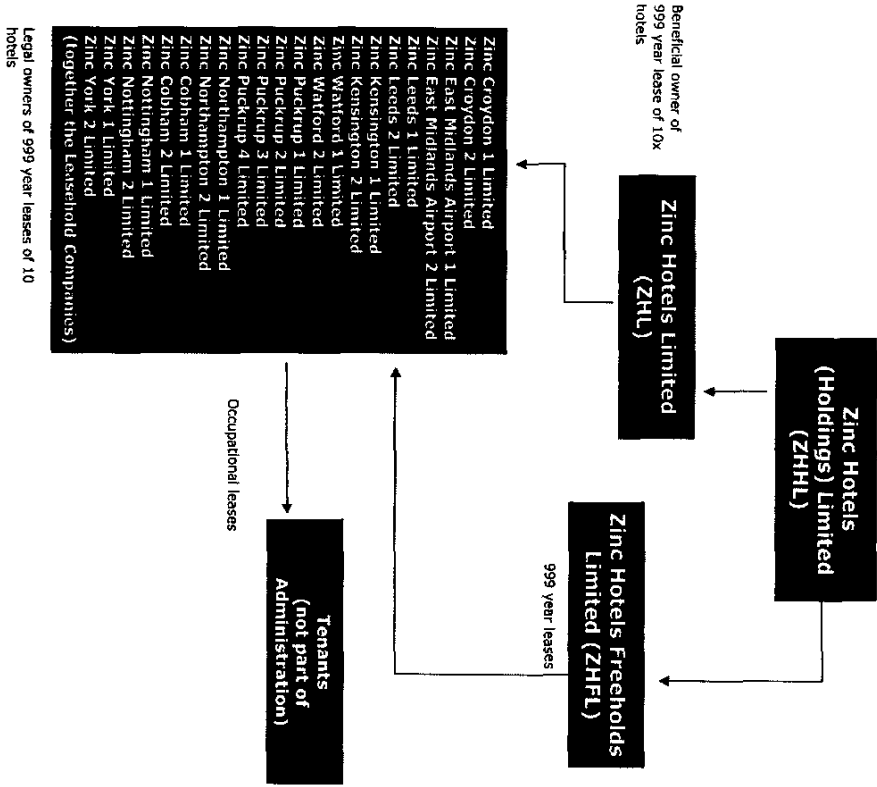 Zinc Hotels
(Holdings) Limited
(ZHHL)
Beneficial owner of
999 year lease of 10x
hotels
Zinc Hotels Limited
(ZHL)
Zinc Hotels Freeholds
Limited (ZHFL)
999 year leases
Zinc Croydon 1 Limited
Zinc Croydon 2 Limited
Zinc East Midlands Airport 1 Limited
Zinc East Midlands Airport 2 Limited
Zinc Leeds 1 Limited
Zinc Leeds 2 Limited
Zinc Kensington 1 Limited
Zinc Kensington 2 Limited
Zinc Watford 1 Limited
Zinc Watford 2 Limited
Zinc Puckrup 1 Limited
Zinc Puckrup 2 Limited
Zinc Puckrup 3 Limited
Zinc Puckrup 4 Limited
Zinc Northampton 1 Limited
Zinc Northampton 2 Limited
Zinc Cobham 1 Limited
Zinc Cobham 2 Limited
Zinc Nottingham 1 Limited
Zinc Nottingham 2 Limited
Zinc York 1 Limited
Zinc York 2 Limited
(together the Leasehold Companies)
Occupational leases
Tenants
(not part of
Administration)
Legal owners of 999 year leases of 10
hotels